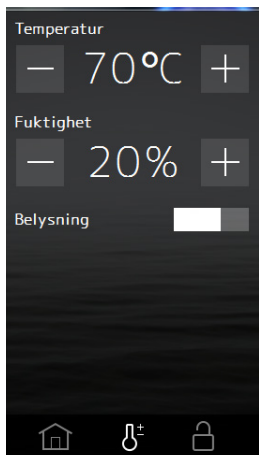 Temperatur
— 70°C +
Fuktighet
— 20% +
Belysning